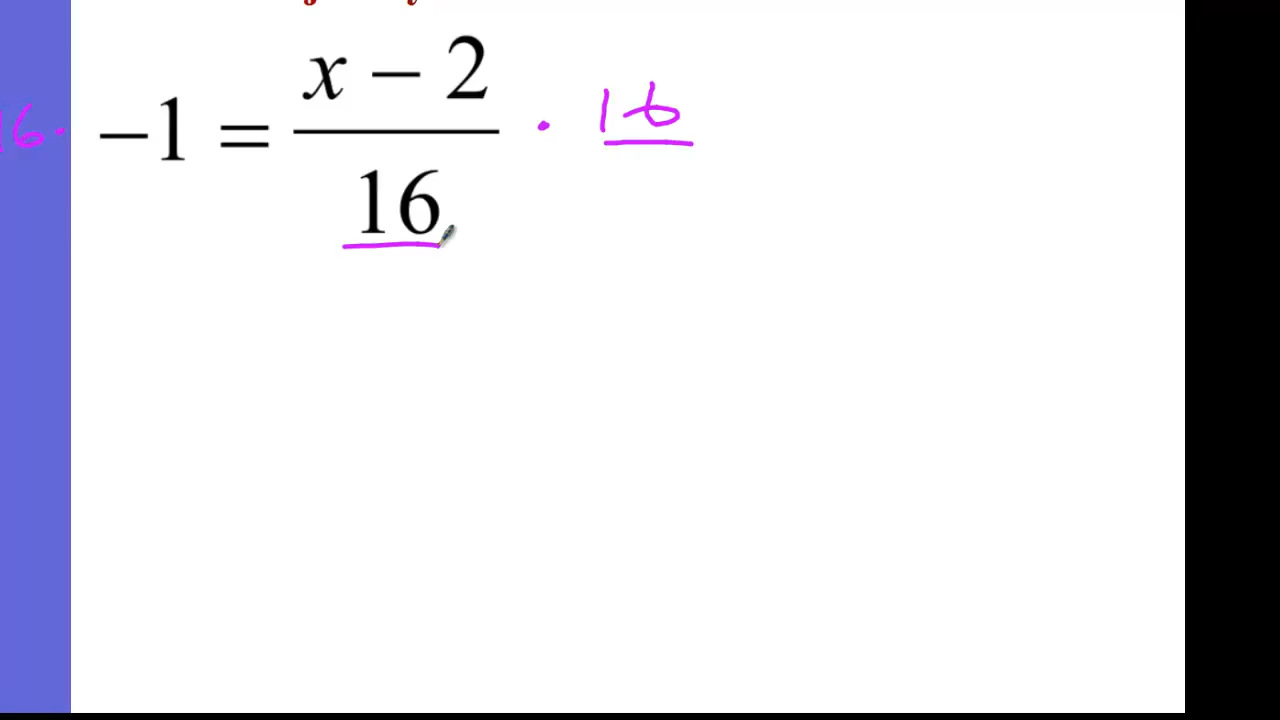 16 · −1 = x − 2 / 16 · 16